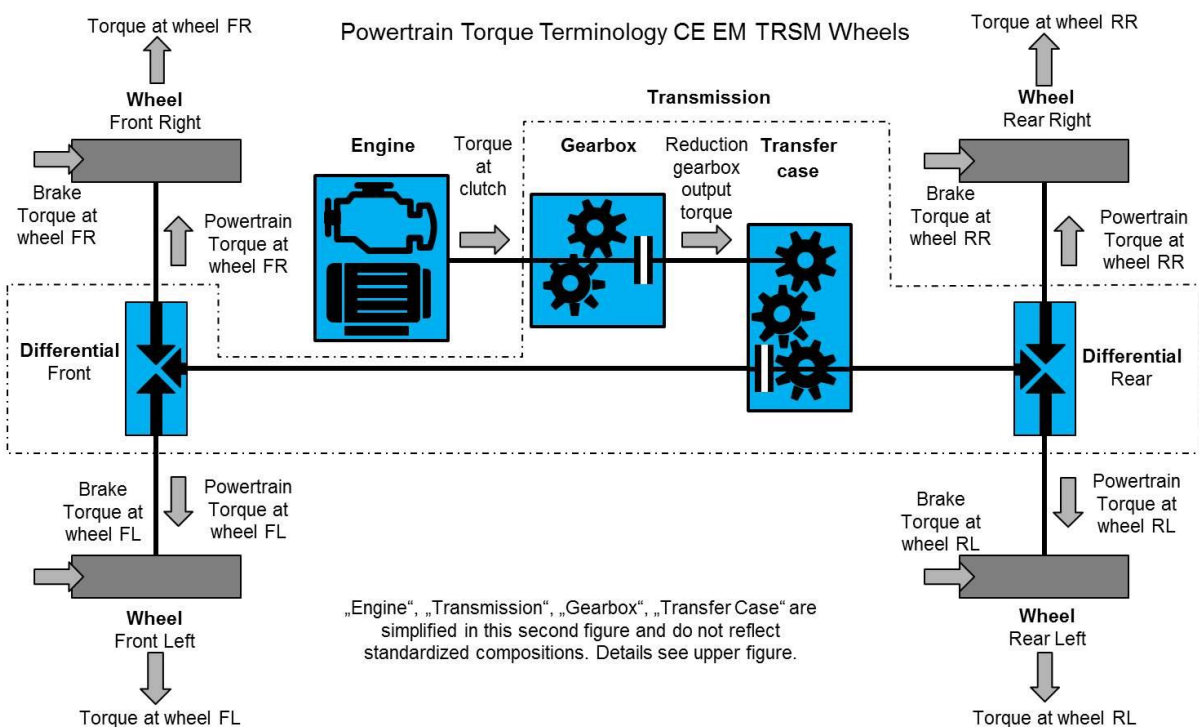 Torque at wheel FR
Powertrain Torque Terminology CE EM TRSM Wheels
Torque at wheel RR
Wheel
Front Right
Transmission
Wheel
Rear Right
Engine
Torque
at
clutch
Gearbox
Reduction
gearbox
output
torque
Transfer
case
Brake
Torque at
wheel FR
Powertrain
Torque at
wheel FR
Brake
Torque at
wheel RR
Powertrain
Torque at
wheel RR
Differential
Front
Differential
Rear
Brake
Torque at
wheel FL
Powertrain
Torque at
wheel FL
Brake
Torque at
wheel RL
Powertrain
Torque at
wheel RL
Wheel
Front Left
„Engine“, „Transmission“, „Gearbox“, „Transfer Case“ are
simplified in this second figure and do not reflect
standardized compositions. Details see upper figure.
Wheel
Rear Left
Torque at wheel FL
Torque at wheel RL